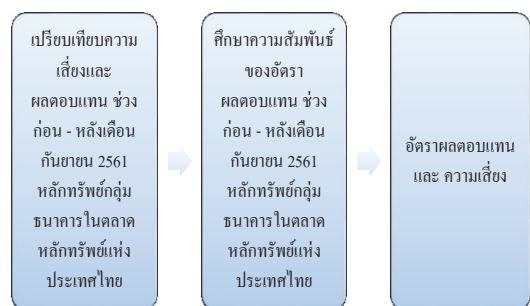 เปรียบเทียบความ
เสี่ยงและ
ผลตอบแทน ช่วง
ก่อน - หลังเดือน
กันยายน 2561
หลักทรัพย์กลุ่ม
ธนาคารในตลาด
หลักทรัพย์แห่ง
ประเทศไทย
ศึกษาความสัมพันธ์
ของอัตรา
ผลตอบแทน ช่วง
ก่อน - หลังเดือน
กันยายน 2561
หลักทรัพย์กลุ่ม
ธนาคารในตลาด
หลักทรัพย์แห่ง
ประเทศไทย
อัตราผลตอบแทน
และ ความเสี่ยง